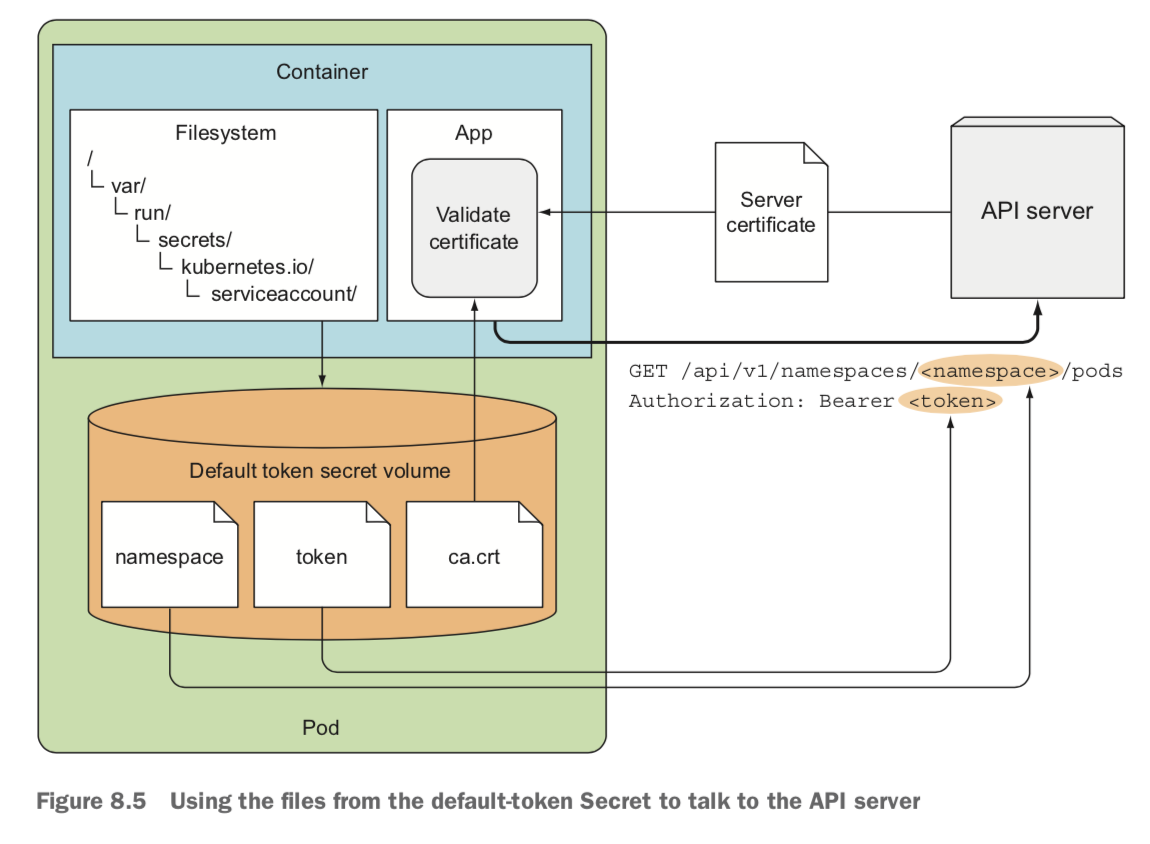 Container
Filesystem
/
var/
run/
secrets/
kubernetes.io/
serviceaccount/
App
Validate
certificate
Server
certificate
API server
GET /api/v1/namespaces/<namespace>/pods
Authorization: Bearer <token>
Default token secret volume
namespace
token
ca.crt
Pod
Figure 8.5 Using the files from the default-token Secret to talk to the API server